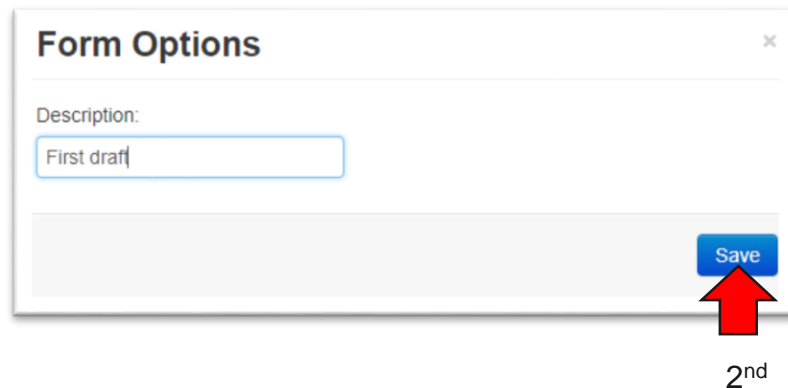 Form Options ×
Description:
First draft
Save
2nd